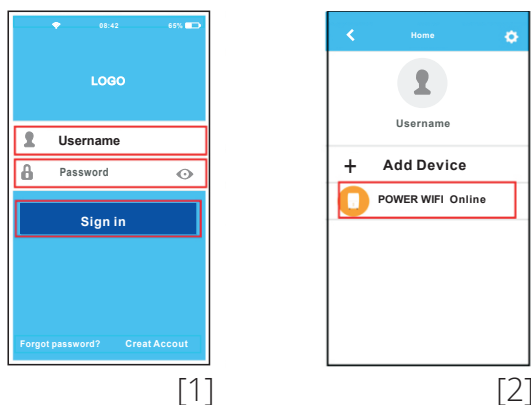 08:42 65%
LOGO
Username
Password
Sign in
Forgot password? Creat Accout
[1]
Home
Username
+ Add Device
POWER WIFI Online
[2]